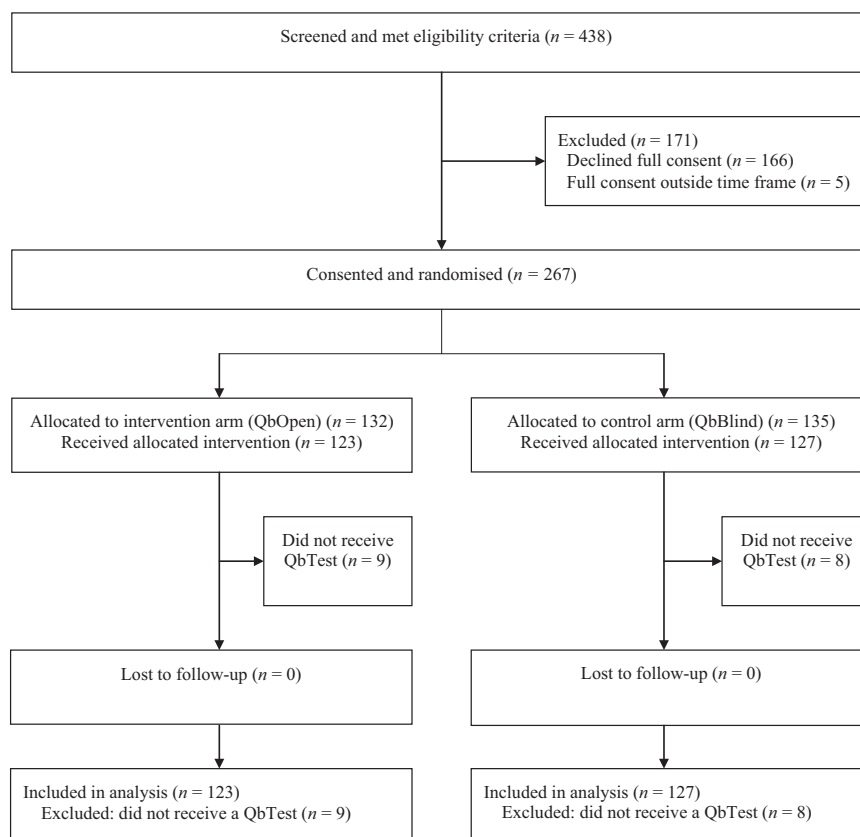 Screened and met eligibility criteria (n = 438)
Excluded (n = 171)
Declined full consent (n = 166)
Full consent outside time frame (n = 5)
Consented and randomised (n = 267)
Allocated to intervention arm (QbOpen) (n = 132)
Received allocated intervention (n = 123)
Allocated to control arm (QbBlind) (n = 135)
Received allocated intervention (n = 127)
Did not receive
QbTest (n = 9)
Did not receive
QbTest (n = 8)
Lost to follow-up (n = 0)
Lost to follow-up (n = 0)
Included in analysis (n = 123)
Excluded: did not receive a QbTest (n = 9)
Included in analysis (n = 127)
Excluded: did not receive a QbTest (n = 8)